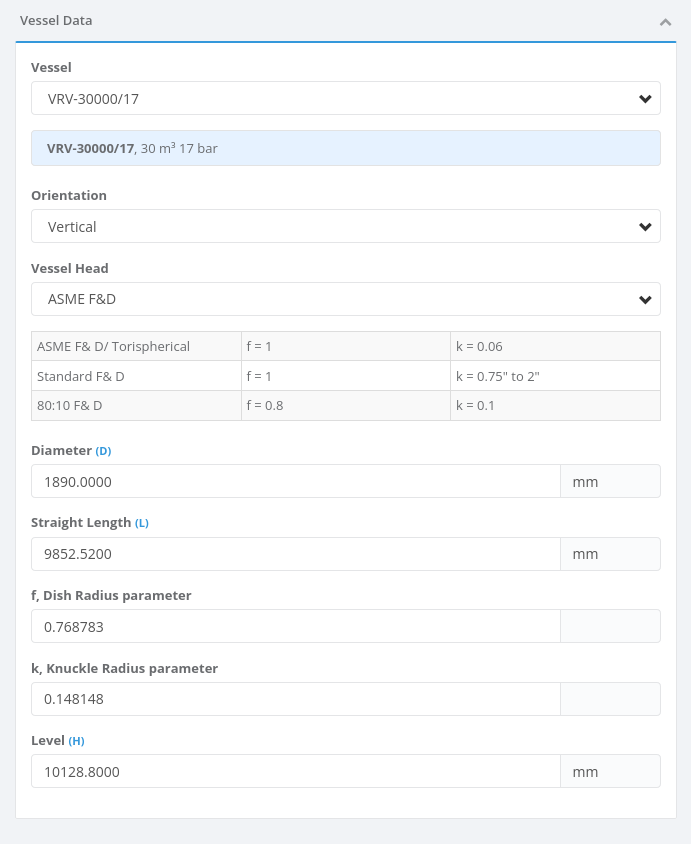 Vessel Data
Vessel
VRV-30000/17
VRV-30000/17, 30 m³ 17 bar
Orientation
Vertical
Vessel Head
ASME F&D
ASME F& D/ Torispherical f = 1 k = 0.06
Standard F& D f = 1 k = 0.75" to 2"
80:10 F& D f = 0.8 k = 0.1
Diameter (D)
1890.0000 mm
Straight Length (L)
9852.5200 mm
f, Dish Radius parameter
0.768783
k, Knuckle Radius parameter
0.148148
Level (H)
10128.8000 mm